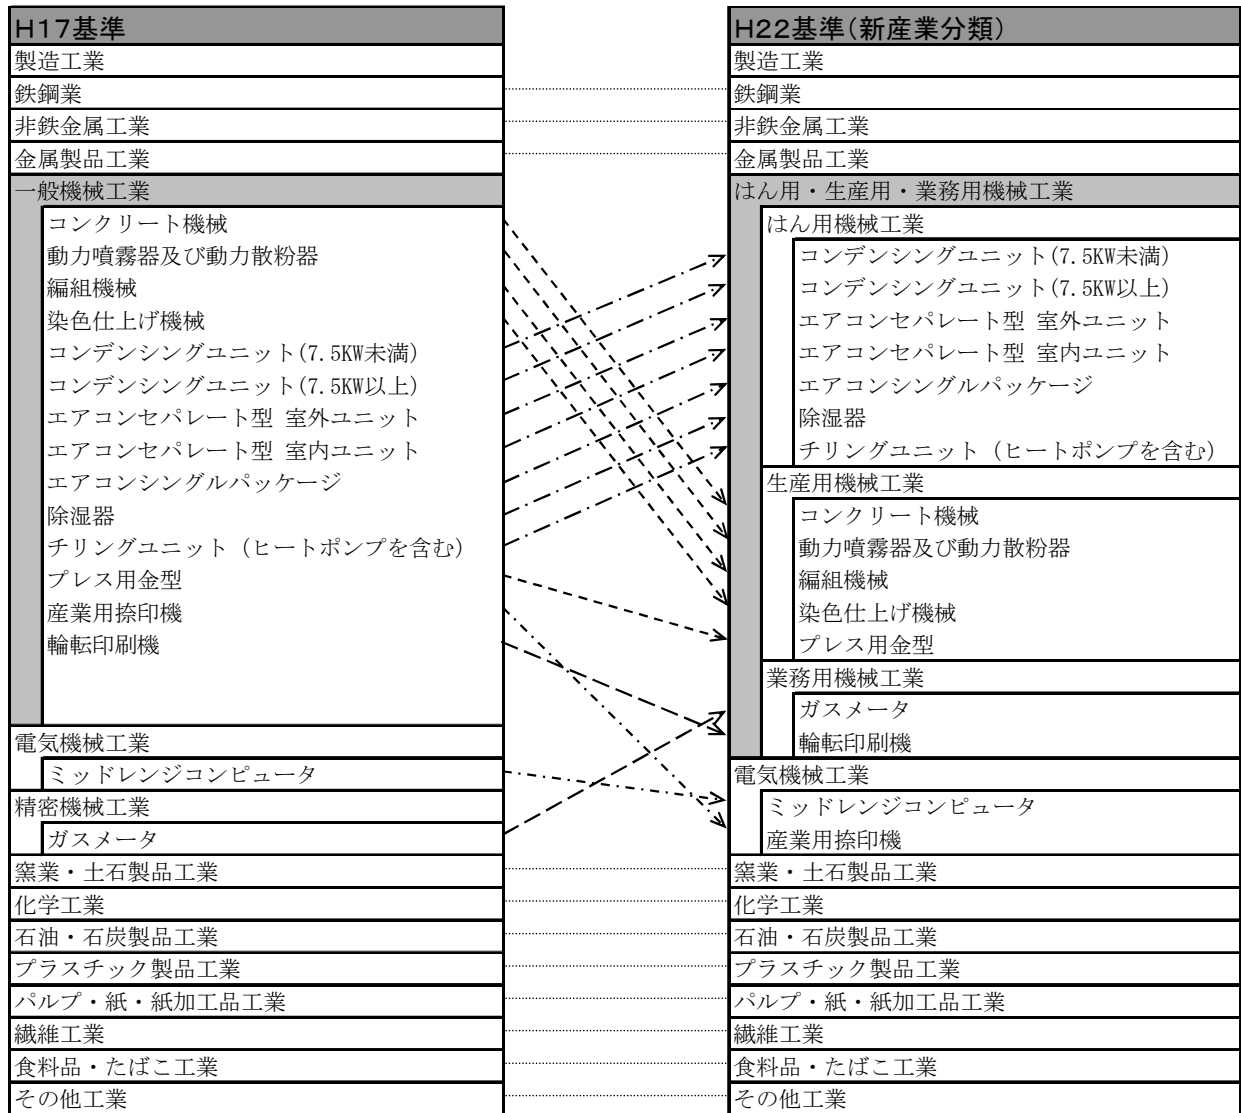 H17基準
製造工業
鉄鋼業
非鉄金属工業
金属製品工業
一般機械工業
コンクリート機械
動力噴霧器及び動力散粉器
編組機械
染色仕上げ機械
コンデンシングユニット(7.5KW未満)
コンデンシングユニット(7.5KW以上)
エアコンセパレート型 室外ユニット
エアコンセパレート型 室内ユニット
エアコンシングルパッケージ
除湿器
チリングユニット（ヒートポンプを含む）
プレス用金型
産業用捺印機
輪転印刷機
電気機械工業
ミッドレンジコンピュータ
精密機械工業
ガスメータ
窯業・土石製品工業
化学工業
石油・石炭製品工業
プラスチック製品工業
パルプ・紙・紙加工品工業
繊維工業
食料品・たばこ工業
その他工業
H22基準（新産業分類）
製造工業
鉄鋼業
非鉄金属工業
金属製品工業
はん用・生産用・業務用機械工業
はん用機械工業
コンデンシングユニット(7.5KW未満)
コンデンシングユニット(7.5KW以上)
エアコンセパレート型 室外ユニット
エアコンセパレート型 室内ユニット
エアコンシングルパッケージ
除湿器
チリングユニット（ヒートポンプを含む）
生産用機械工業
コンクリート機械
動力噴霧器及び動力散粉器
編組機械
染色仕上げ機械
プレス用金型
業務用機械工業
ガスメータ
輪転印刷機
電気機械工業
ミッドレンジコンピュータ
産業用捺印機
窯業・土石製品工業
化学工業
石油・石炭製品工業
プラスチック製品工業
パルプ・紙・紙加工品工業
繊維工業
食料品・たばこ工業
その他工業